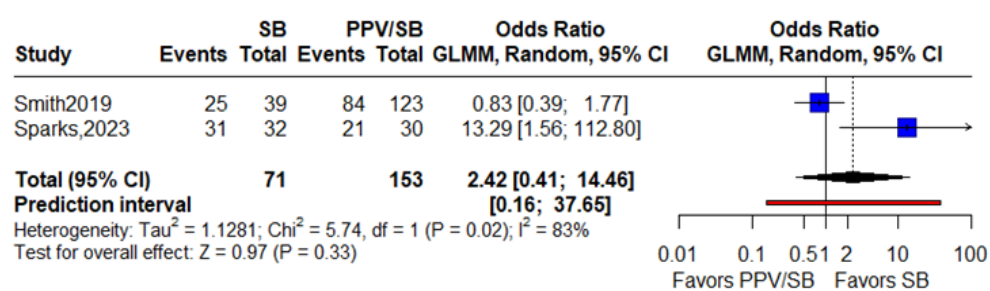 SB PPV/SB Odds Ratio Odds Ratio
Study Events Total Events Total GLMM, Random, 95% CI GLMM, Random, 95% CI
Smith2019 25 39 84 123 0.83 [0.39; 1.77]
Sparks,2023 31 32 21 30 13.29 [1.56; 112.80]
Total (95% CI) 71 153 2.42 [0.41; 14.46]
Prediction interval [0.16; 37.65]
Heterogeneity: Tau² = 1.1281; Chi² = 5.74, df = 1 (P = 0.02); I² = 83%
Test for overall effect: Z = 0.97 (P = 0.33)
0.01 0.1 0.5 1 2 10 100
Favors PPV/SB Favors SB